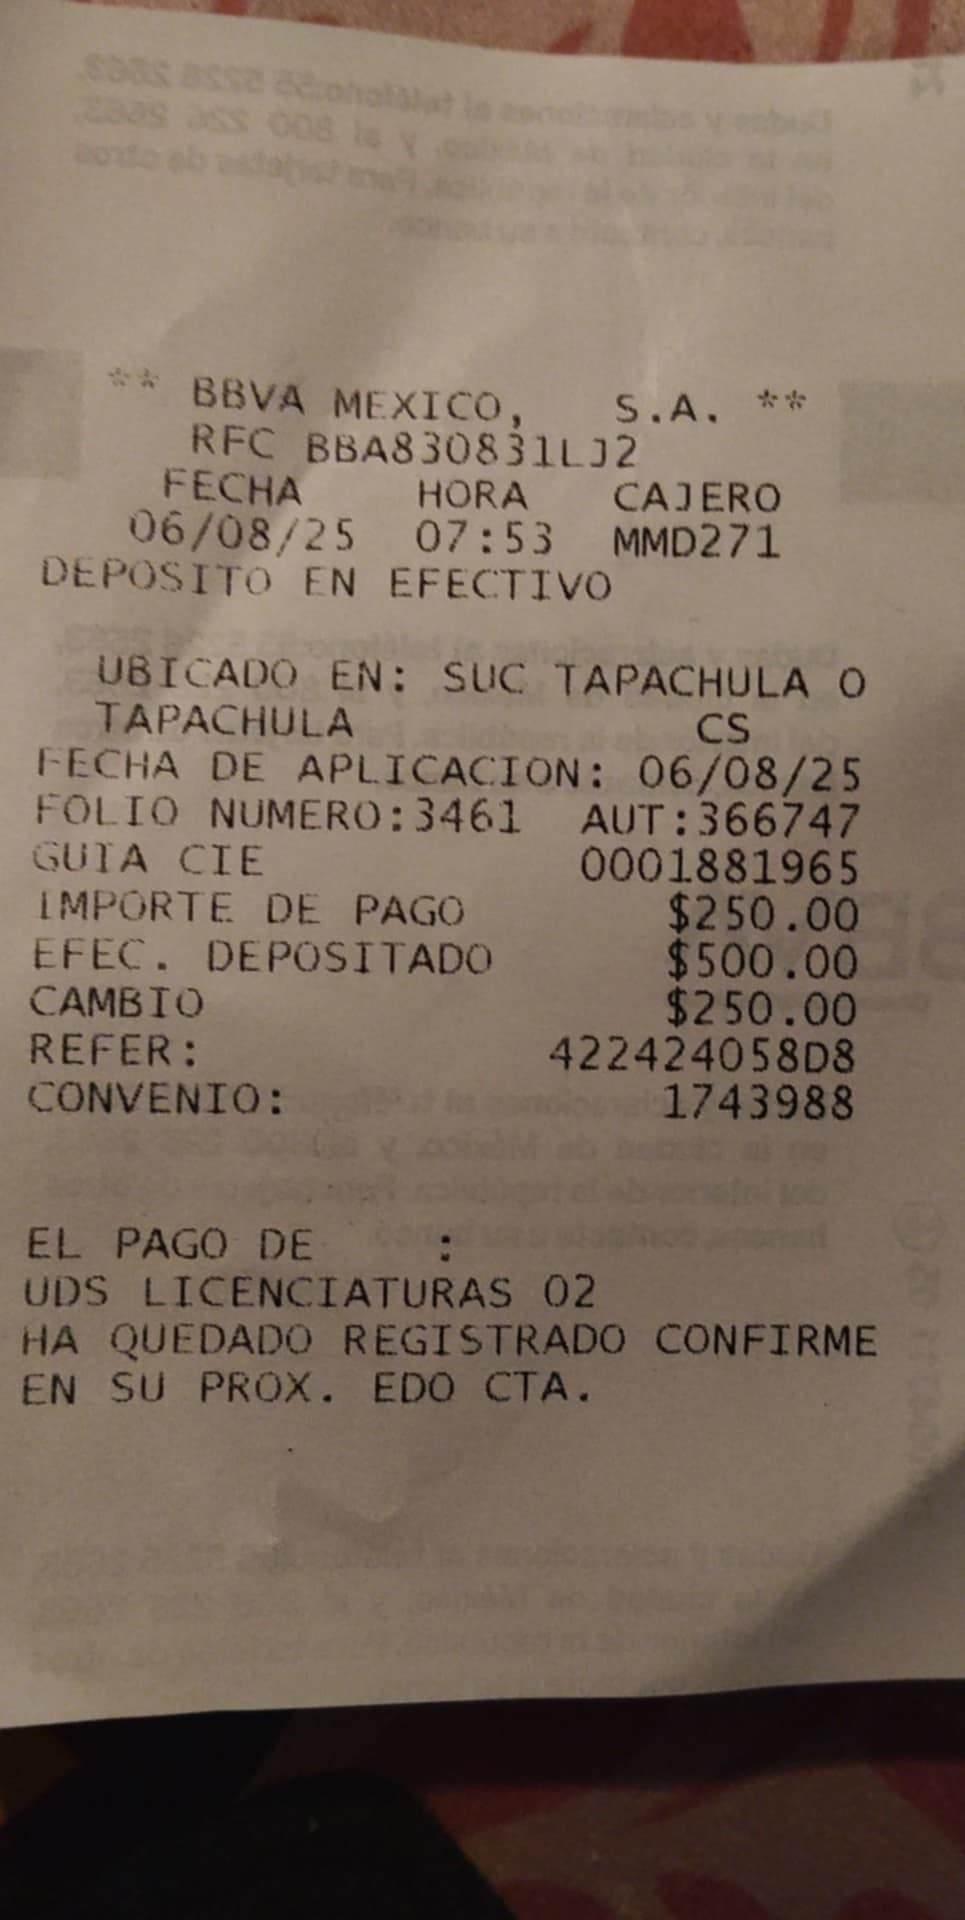 ** BBVA MEXICO, S.A. **
RFC BBA830831LJ2
FECHA HORA CAJERO
06/08/25 07:53 MMD271
DEPOSITO EN EFECTIVO
UBICADO EN: SUC TAPACHULA O
TAPACHULA CS
FECHA DE APLICACION: 06/08/25
FOLIO NUMERO:3461 AUT:366747
GUIA CIE 0001881965
IMPORTE DE PAGO $250.00
EFEC. DEPOSITADO $500.00
CAMBIO $250.00
REFER: 422424058D8
CONVENIO: 1743988
EL PAGO DE :
UDS LICENCIATURAS 02
HA QUEDADO REGISTRADO CONFIRME
EN SU PROX. EDO CTA.